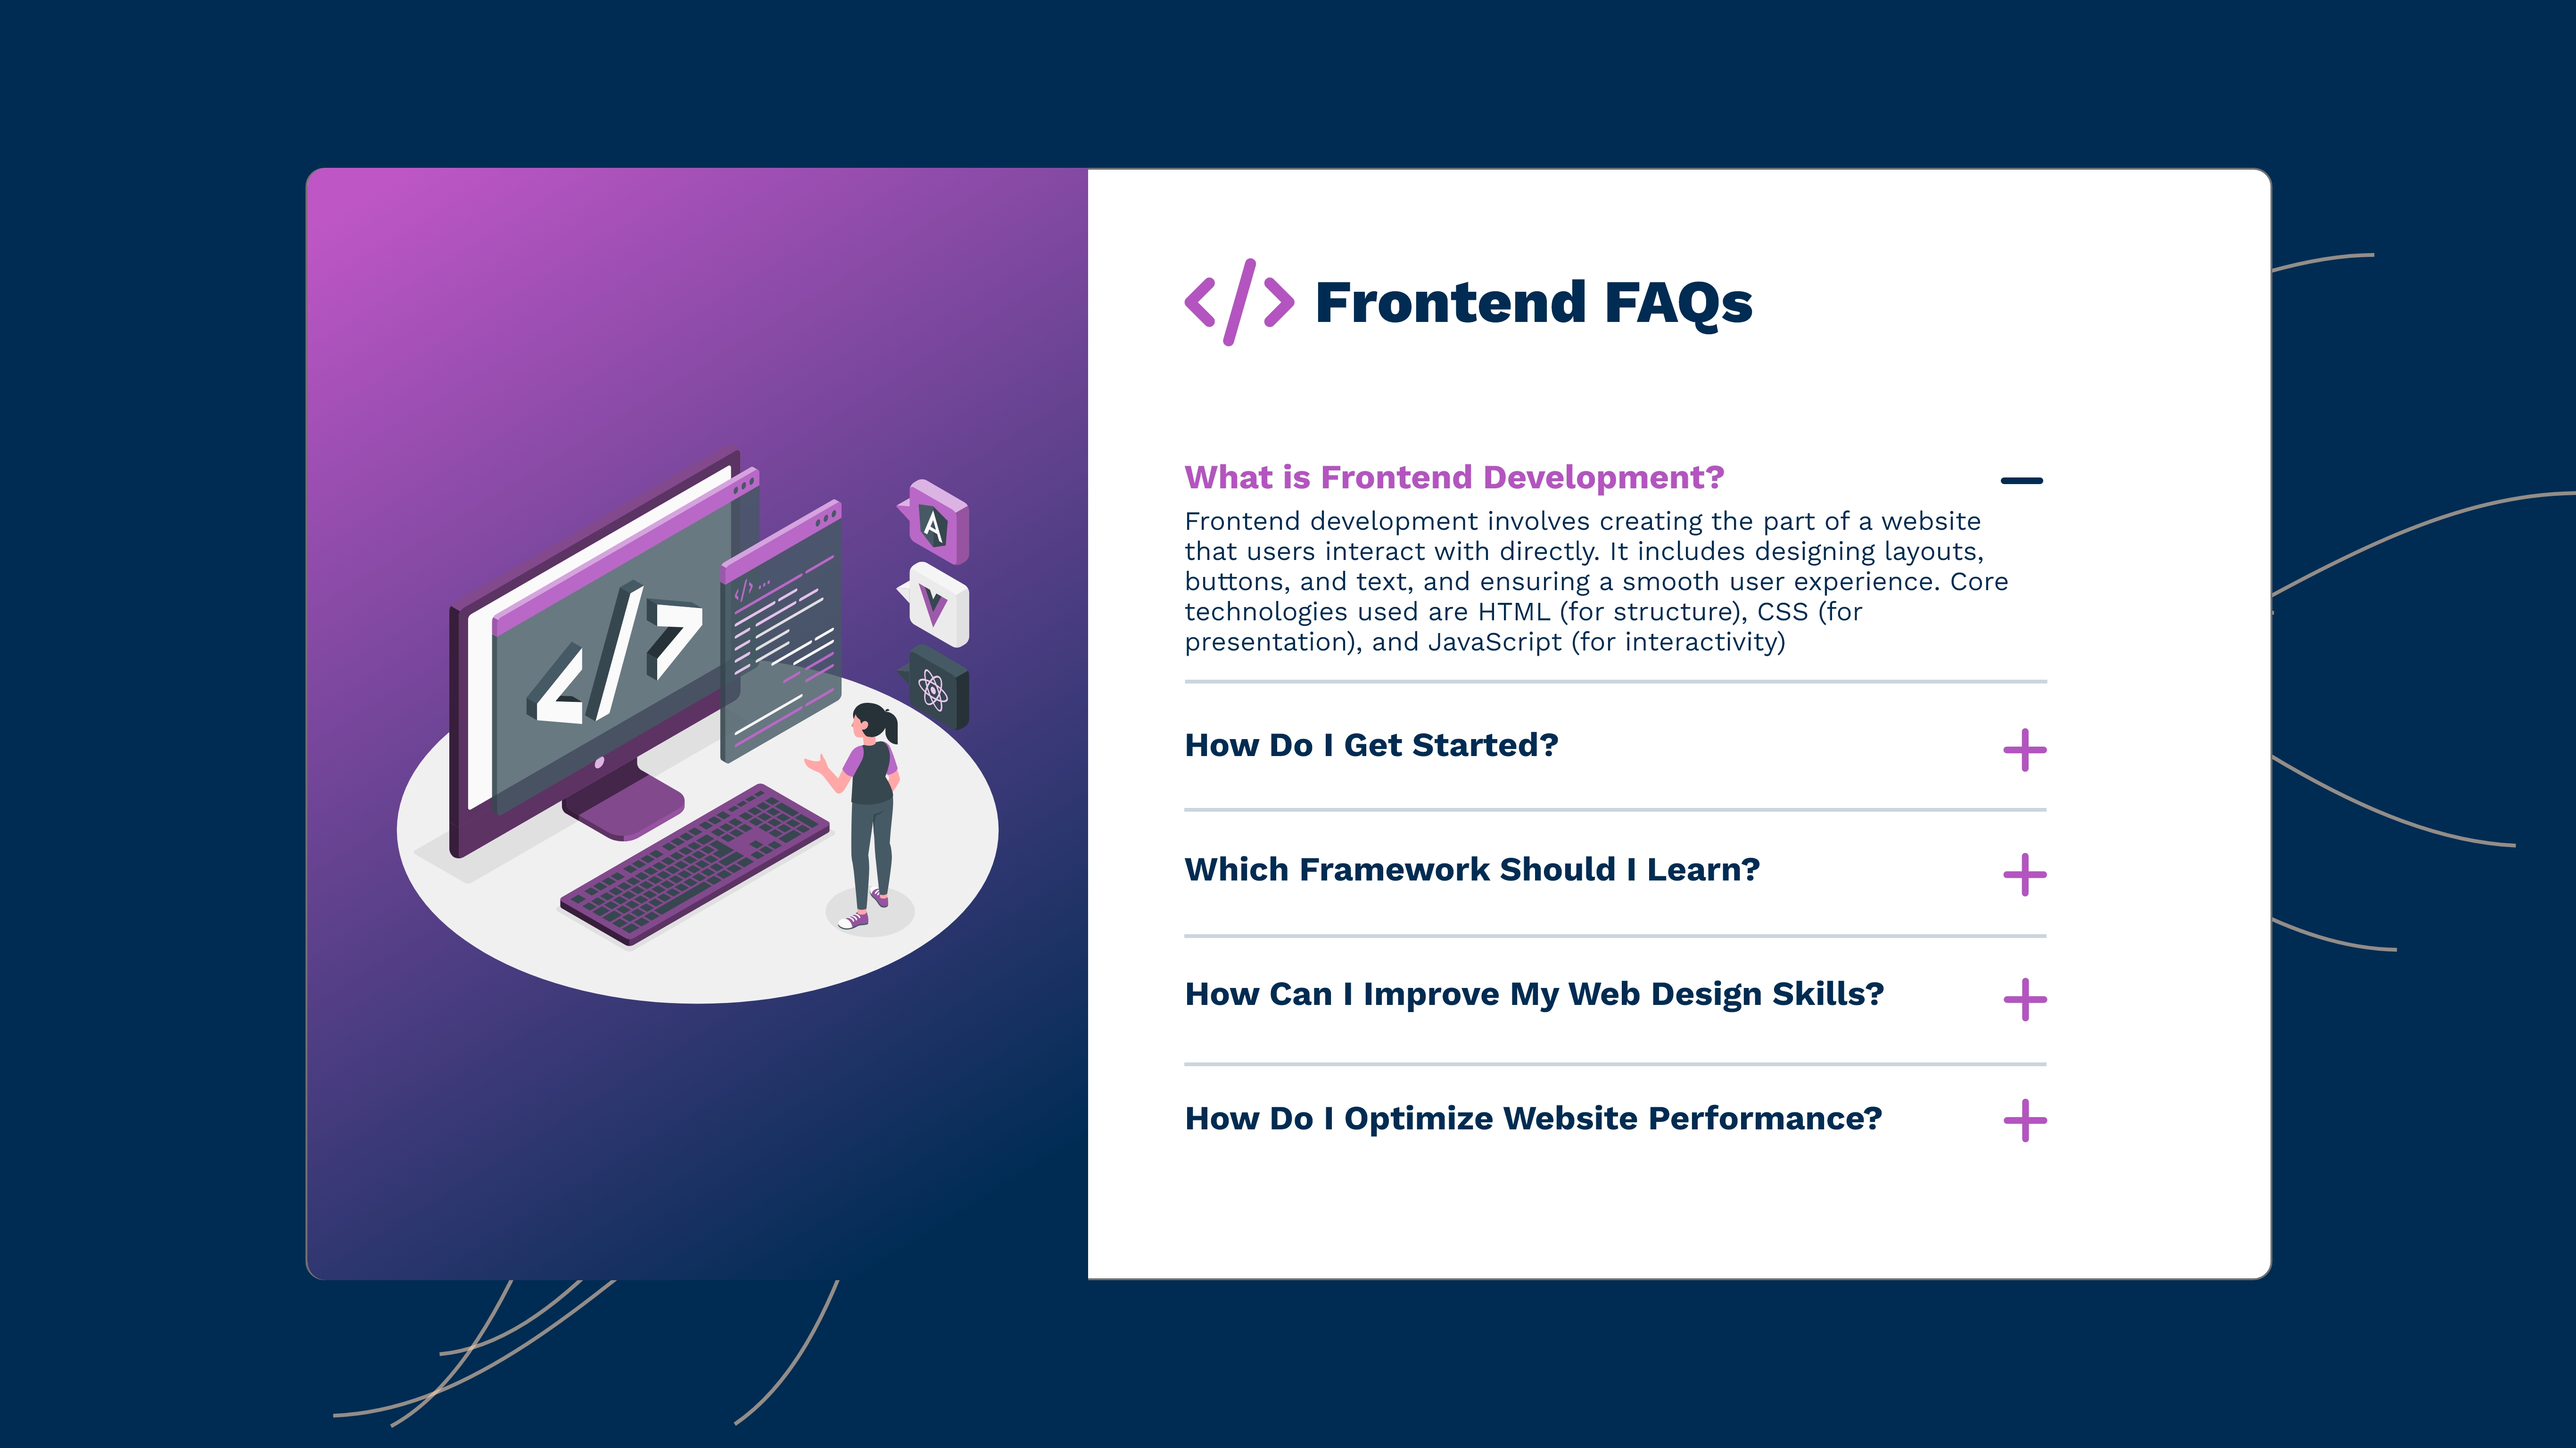 </> Frontend FAQs
What is Frontend Development?
Frontend development involves creating the part of a website
that users interact with directly. It includes designing layouts,
buttons, and text, and ensuring a smooth user experience. Core
technologies used are HTML (for structure), CSS (for
presentation), and JavaScript (for interactivity)
How Do I Get Started?
Which Framework Should I Learn?
How Can I Improve My Web Design Skills?
How Do I Optimize Website Performance?